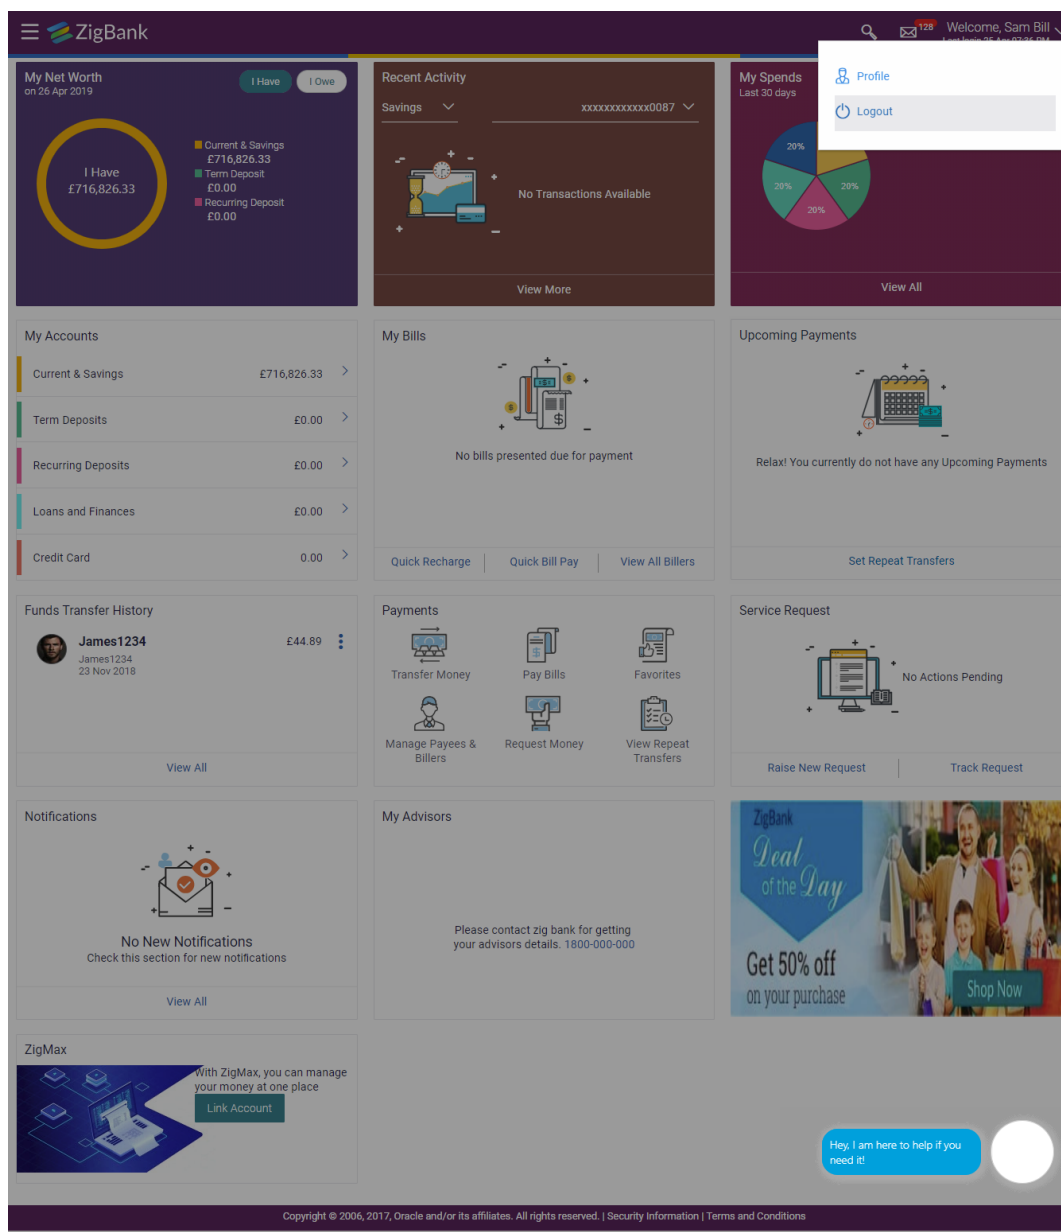 ZigBank
128
Welcome, Sam Bill
Last login 26 Apr 07:36 PM
Profile
Logout
My Net Worth
on 26 Apr 2019
I Have
I Owe
I Have
£716,826.33
Current & Savings
£716,826.33
Term Deposit
£0.00
Recurring Deposit
£0.00
Recent Activity
Savings
xxxxxxxxxxxx0087
No Transactions Available
View More
My Spends
Last 30 days
20%
20%
20%
20%
View All
My Accounts
Current & Savings £716,826.33
Term Deposits £0.00
Recurring Deposits £0.00
Loans and Finances £0.00
Credit Card 0.00
My Bills
No bills presented due for payment
Quick Recharge
Quick Bill Pay
View All Billers
Upcoming Payments
Relax! You currently do not have any Upcoming Payments
Set Repeat Transfers
Funds Transfer History
James1234 £44.89
James1234
23 Nov 2018
View All
Payments
Transfer Money
Pay Bills
Favorites
Manage Payees &
Billers
Request Money
View Repeat
Transfers
Service Request
No Actions Pending
Raise New Request
Track Request
Notifications
No New Notifications
Check this section for new notifications
View All
My Advisors
Please contact zig bank for getting
your advisors details. 1800-000-000
ZigBank
Deal
of the Day
Get 50% off
on your purchase
Shop Now
ZigMax
With ZigMax, you can manage
your money at one place
Link Account
Hey, I am here to help if you
need it!
Copyright © 2006, 2017, Oracle and/or its affiliates. All rights reserved. | Security Information | Terms and Conditions